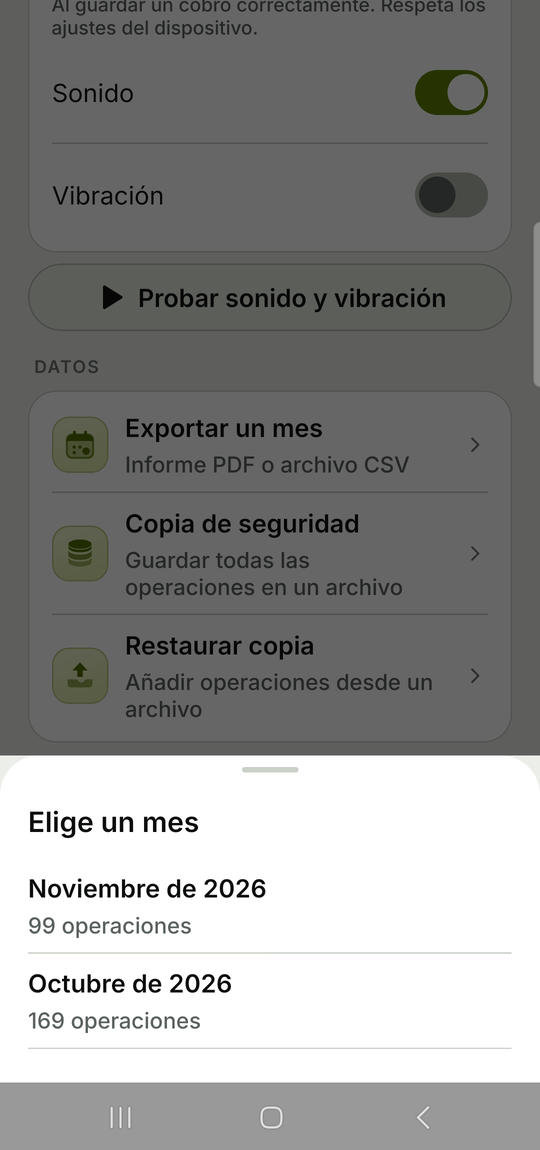 Al guardar un cobro correctamente. Respeta los
ajustes del dispositivo.
Sonido
Vibración
Probar sonido y vibración
DATOS
Exportar un mes
Informe PDF o archivo CSV
Copia de seguridad
Guardar todas las
operaciones en un archivo
Restaurar copia
Añadir operaciones desde un
archivo
Elige un mes
Noviembre de 2026
99 operaciones
Octubre de 2026
169 operaciones